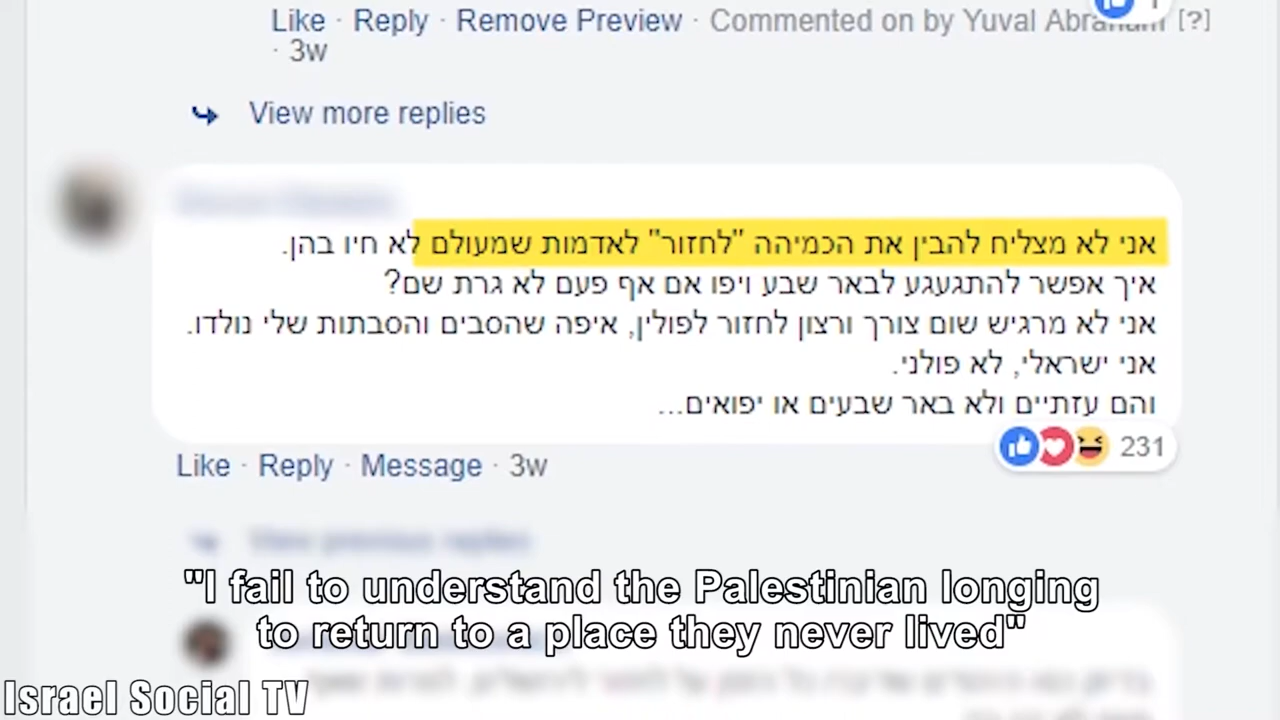 1
Like · Reply · Remove Preview · Commented on by Yuval Abraham [?]
· 3w
View more replies
אני לא מצליח להבין את הכמיהה "לחזור" לאדמות שמעולם לא חיו בהן.
איך אפשר להתגעגע לבאר שבע ויפו אם אף פעם לא גרת שם?
אני לא מרגיש שום צורך ורצון לחזור לפולין, איפה שהסבים והסבתות שלי נולדו.
אני ישראלי, לא פולני.
והם עזתיים ולא באר שבעים או יפואים...
231
Like · Reply · Message · 3w
View previous replies
"I fail to understand the Palestinian longing
to return to a place they never lived"
Israel Social TV